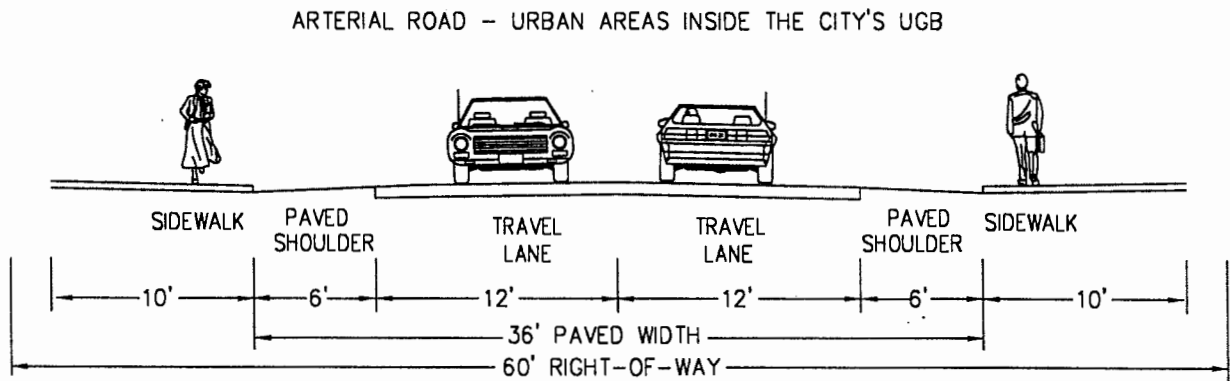 ARTERIAL ROAD – URBAN AREAS INSIDE THE CITY'S UGB
SIDEWALK
PAVED
SHOULDER
TRAVEL
LANE
TRAVEL
LANE
PAVED
SHOULDER
SIDEWALK
10'
6'
12'
12'
6'
10'
36' PAVED WIDTH
60' RIGHT-OF-WAY